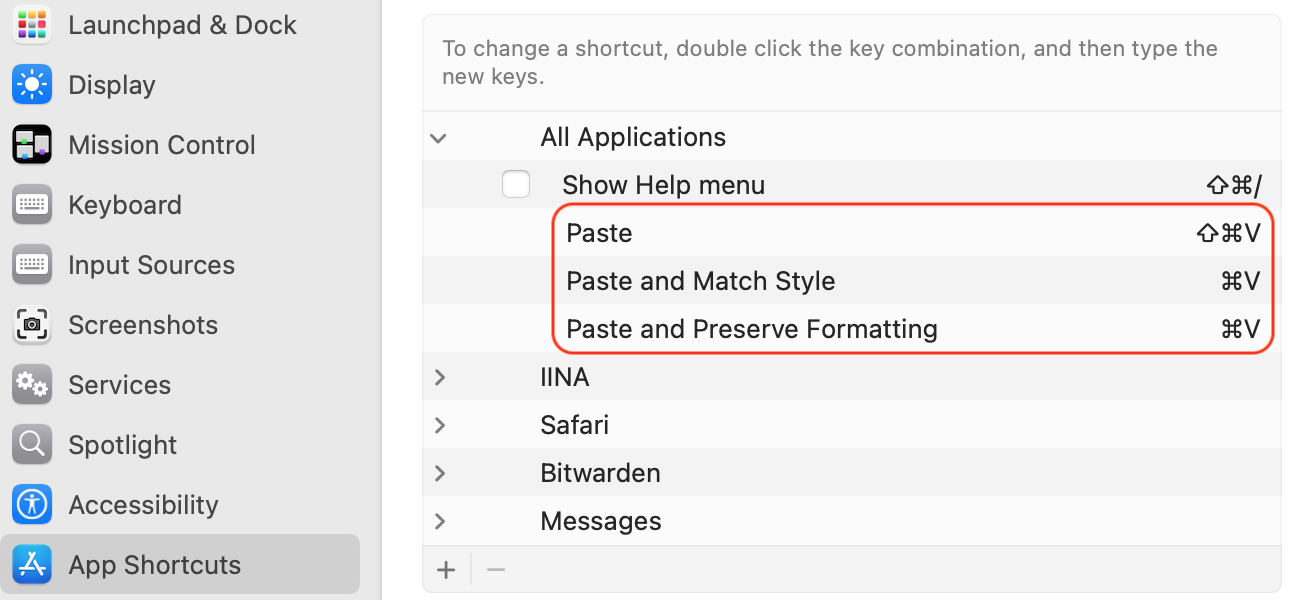 Launchpad & Dock
Display
Mission Control
Keyboard
Input Sources
Screenshots
Services
Spotlight
Accessibility
App Shortcuts
To change a shortcut, double click the key combination, and then type the
new keys.
All Applications
Show Help menu ⇧⌘/
Paste ⇧⌘V
Paste and Match Style ⌘V
Paste and Preserve Formatting ⌘V
IINA
Safari
Bitwarden
Messages